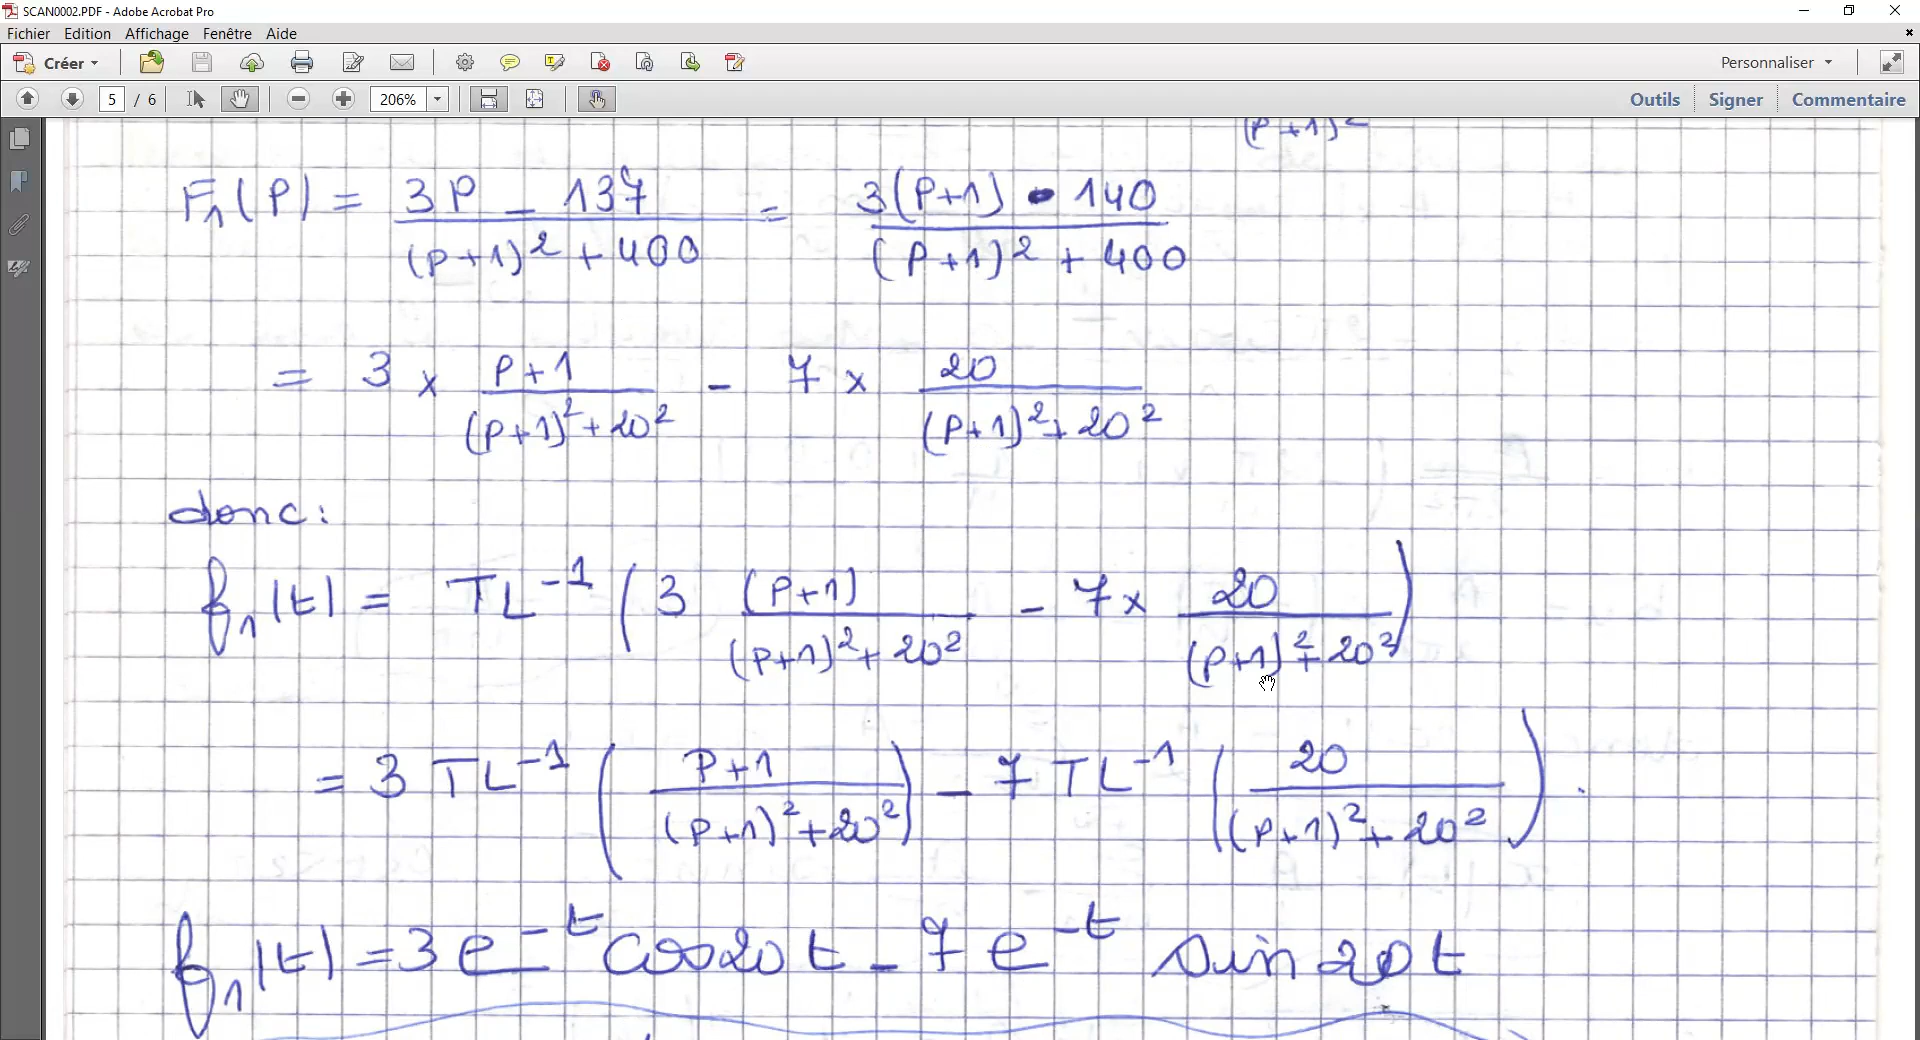 SCAN0002.PDF - Adobe Acrobat Pro
Fichier Edition Affichage Fenêtre Aide
Créer Personnaliser
5 / 6 206% Outils Signer Commentaire
(P+1)²
F₁(P) = (3P - 137)/((P+1)² + 400) = (3(P+1) - 140)/((P+1)² + 400)
= 3 × (P+1)/((P+1)² + 20²) - 7 × 20/((P+1)² + 20²)
donc:
f₁(t) = TL⁻¹ ( 3 (P+1)/((P+1)² + 20²) - 7 × 20/((P+1)² + 20²) )
= 3 TL⁻¹ ( (P+1)/((P+1)² + 20²) ) - 7 TL⁻¹ ( 20/((P+1)² + 20²) ) .
f₁(t) = 3 e⁻ᵗ cos 20 t - 7 e⁻ᵗ sin 20 t